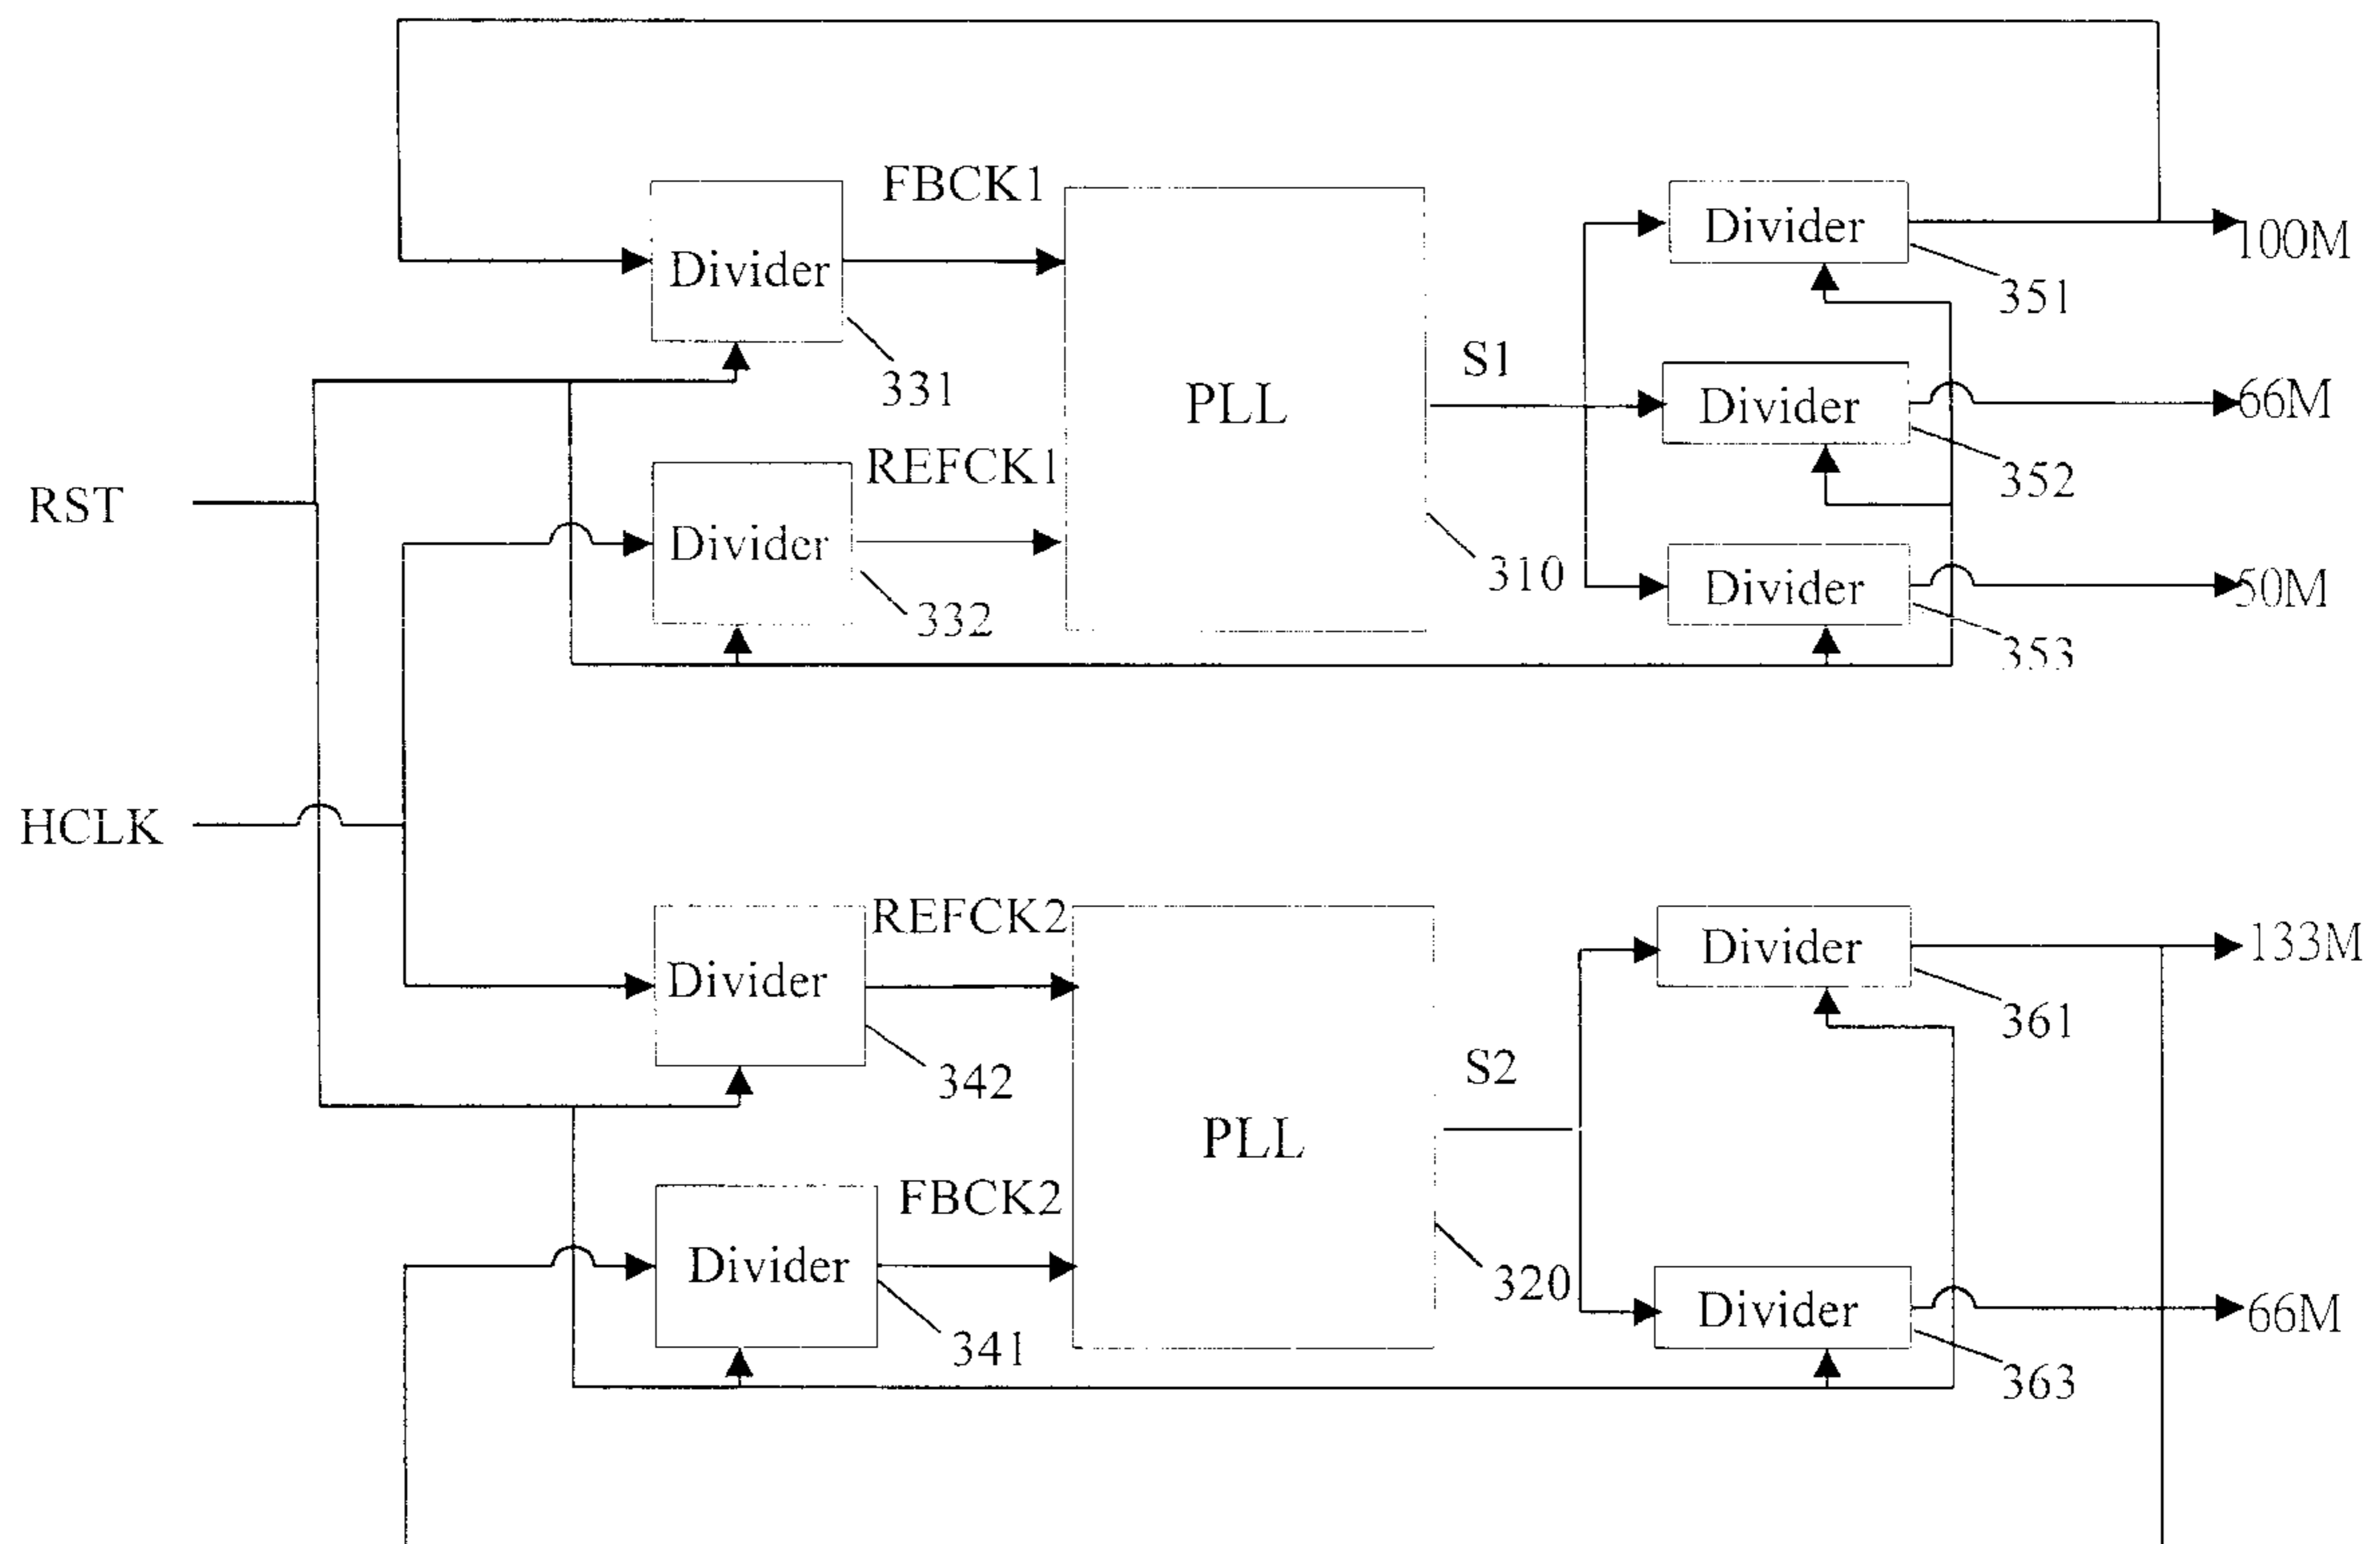 FBCK1
Divider
331
REFCK1
Divider
332
RST
HCLK
PLL
310
S1
Divider
351
100M
Divider
352
66M
Divider
353
50M
REFCK2
Divider
342
FBCK2
Divider
341
PLL
320
S2
Divider
361
133M
Divider
363
66M